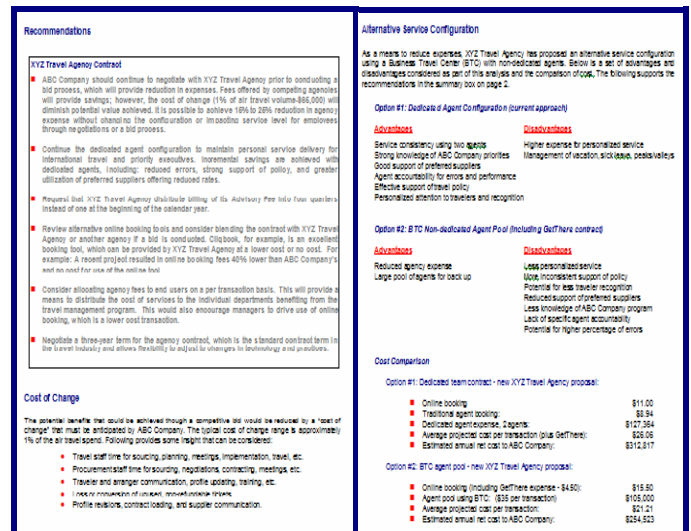 Recommendations
XYZ Travel Agency Contract
ABC Company should continue to negotiate with XYZ Travel Agency prior to conducting a
bid process, which will provide reduction in expenses. Fees offered by competing agencies
will provide savings; however, the cost of change (1% of air travel volume-$66,000) will
diminish potential value achieved. It is possible to achieve 15% to 25% reduction in agency
expense without changing the configuration or impacting service level for employees
through negotiations or a bid process.
Continue the dedicated agent configuration to maintain personal service delivery for
international travel and priority executives. Incremental savings are achieved with
dedicated agents, including: reduced errors, strong support of policy, and greater
utilization of preferred suppliers offering reduced rates.
Request that XYZ Travel Agency distribute billing of its Advisory Fee into four quarters
instead of one at the beginning of the calendar year.
Review alternative online booking tools and consider blending the contract with XYZ Travel
Agency or another agency if a bid is conducted. Cliqbook, for example, is an excellent
booking tool, which can be provided by XYZ Travel Agency at a lower cost or no cost. For
example: A recent project resulted in online booking fees 40% lower than ABC Company's
and no cost for use of the online tool.
Consider allocating agency fees to end users on a per transaction basis. This will provide a
means to distribute the cost of services to the individual departments benefiting from the
travel management program. This would also encourage managers to drive use of online
booking, which is a lower cost transaction.
Negotiate a three-year term for the agency contract, which is the standard contract term in
the travel industry and allows flexibility to adjust to changes in technology and practices.
Cost of Change
The potential benefits that could be achieved though a competitive bid would be reduced by a "cost of
change" that must be anticipated by ABC Company. The typical cost of change range is approximately
1% of the air travel spend. Following provides some insight that can be considered:
Travel staff time for sourcing, planning, meetings, implementation, travel, etc.
Procurement staff time for sourcing, negotiations, contracting, meetings, etc.
Traveler and arranger communication, profile updating, training, etc.
Loss or conversion of unused, non-refundable tickets.
Profile revisions, contract loading, and supplier communication.
Alternative Service Configuration
As a means to reduce expenses, XYZ Travel Agency has proposed an alternative service configuration
using a Business Travel Center (BTC) with non-dedicated agents. Below is a set of advantages and
disadvantages considered as part of this analysis and the comparison of cost. The following supports the
recommendations in the summary box on page 2.
Option #1: Dedicated Agent Configuration (current approach)
Advantages Disadvantages
Service consistency using two agents Higher expense for personalized service
Strong knowledge of ABC Company priorities Management of vacation, sick leave, peaks/valleys
Good support of preferred suppliers
Agent accountability for errors and performance
Effective support of travel policy
Personalized attention to travelers and recognition
Option #2: BTC Non-dedicated Agent Pool (including GetThere contract)
Advantages Disadvantages
Reduced agency expense Less personalized service
Large pool of agents for back up inconsistent support of policy
Potential for less traveler recognition
Reduced support of preferred suppliers
Less knowledge of ABC Company program
Lack of specific agent accountability
Potential for higher percentage of errors
Cost Comparison
Option #1: Dedicated team contract - new XYZ Travel Agency proposal:
Online booking $11.00
Traditional agent booking: $8.94
Dedicated agent expense, 2 agents: $127,364
Average projected cost per transaction (plus GetThere): $26.06
Estimated annual net cost to ABC Company: $312,817
Option #2: BTC agent pool - new XYZ Travel Agency proposal:
Online booking (including GetThere expense - $4.50): $15.50
Agent pool using BTC: ($35 per transaction) $105,000
Average projected cost per transaction: $21.21
Estimated annual net cost to ABC Company: $254,523